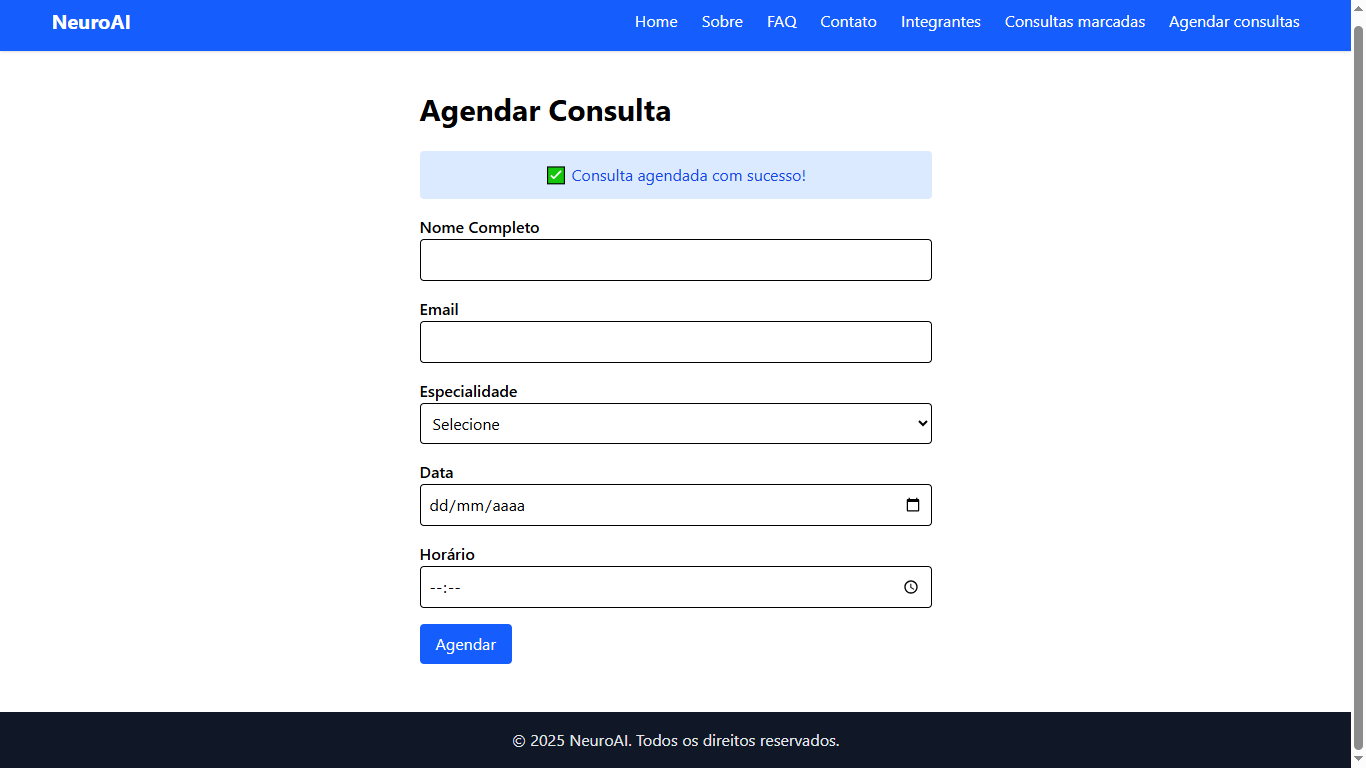 NeuroAI
Home Sobre FAQ Contato Integrantes Consultas marcadas Agendar consultas
Agendar Consulta
✅ Consulta agendada com sucesso!
Nome Completo
Email
Especialidade
Selecione
Data
dd/mm/aaaa
Horário
--:--
Agendar
© 2025 NeuroAI. Todos os direitos reservados.